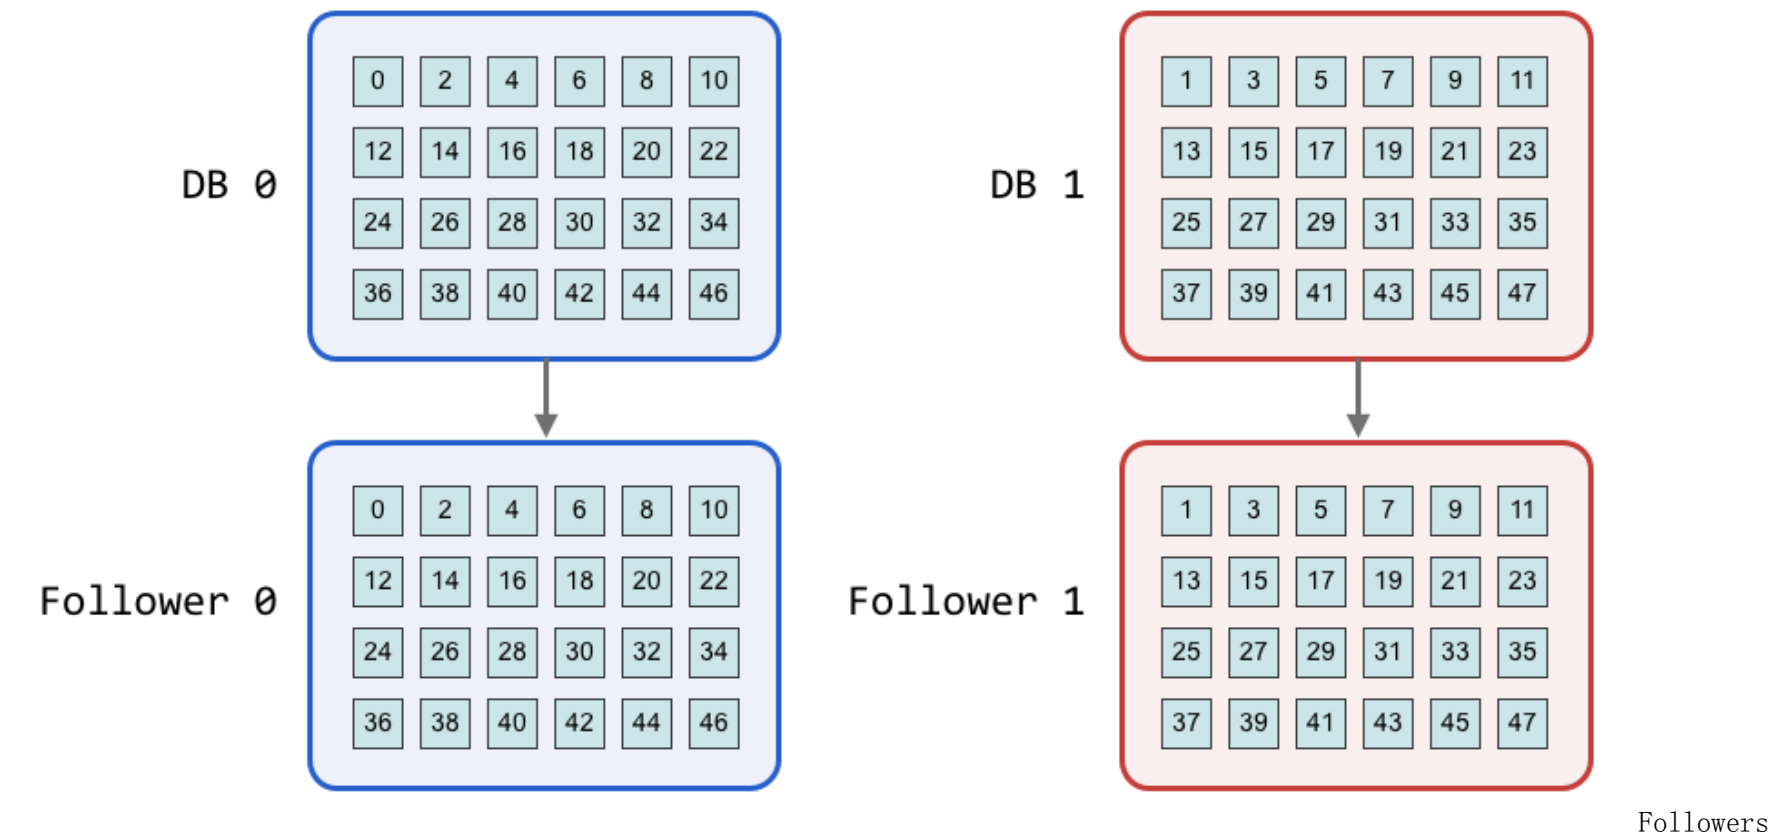 0 2 4 6 8 10
12 14 16 18 20 22
DB 0
24 26 28 30 32 34
36 38 40 42 44 46
1 3 5 7 9 11
13 15 17 19 21 23
DB 1
25 27 29 31 33 35
37 39 41 43 45 47
0 2 4 6 8 10
12 14 16 18 20 22
Follower 0
24 26 28 30 32 34
36 38 40 42 44 46
1 3 5 7 9 11
13 15 17 19 21 23
Follower 1
25 27 29 31 33 35
37 39 41 43 45 47
Followers